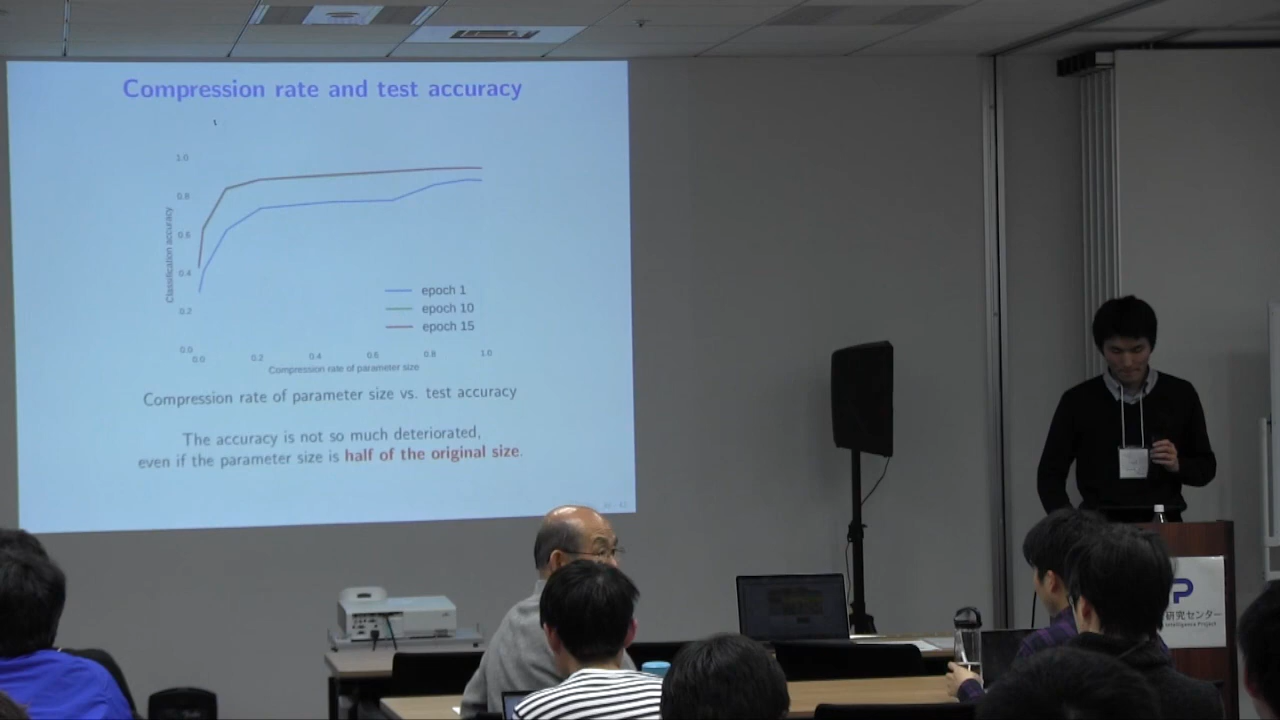 Compression rate and test accuracy
1.0
0.8
0.6
0.4
0.2
0.0
Classification accuracy
epoch 1
epoch 10
epoch 15
0.0 0.2 0.4 0.6 0.8 1.0
Compression rate of parameter size
Compression rate of parameter size vs. test accuracy
The accuracy is not so much deteriorated,
even if the parameter size is half of the original size.
P
研究センター
Intelligence Project